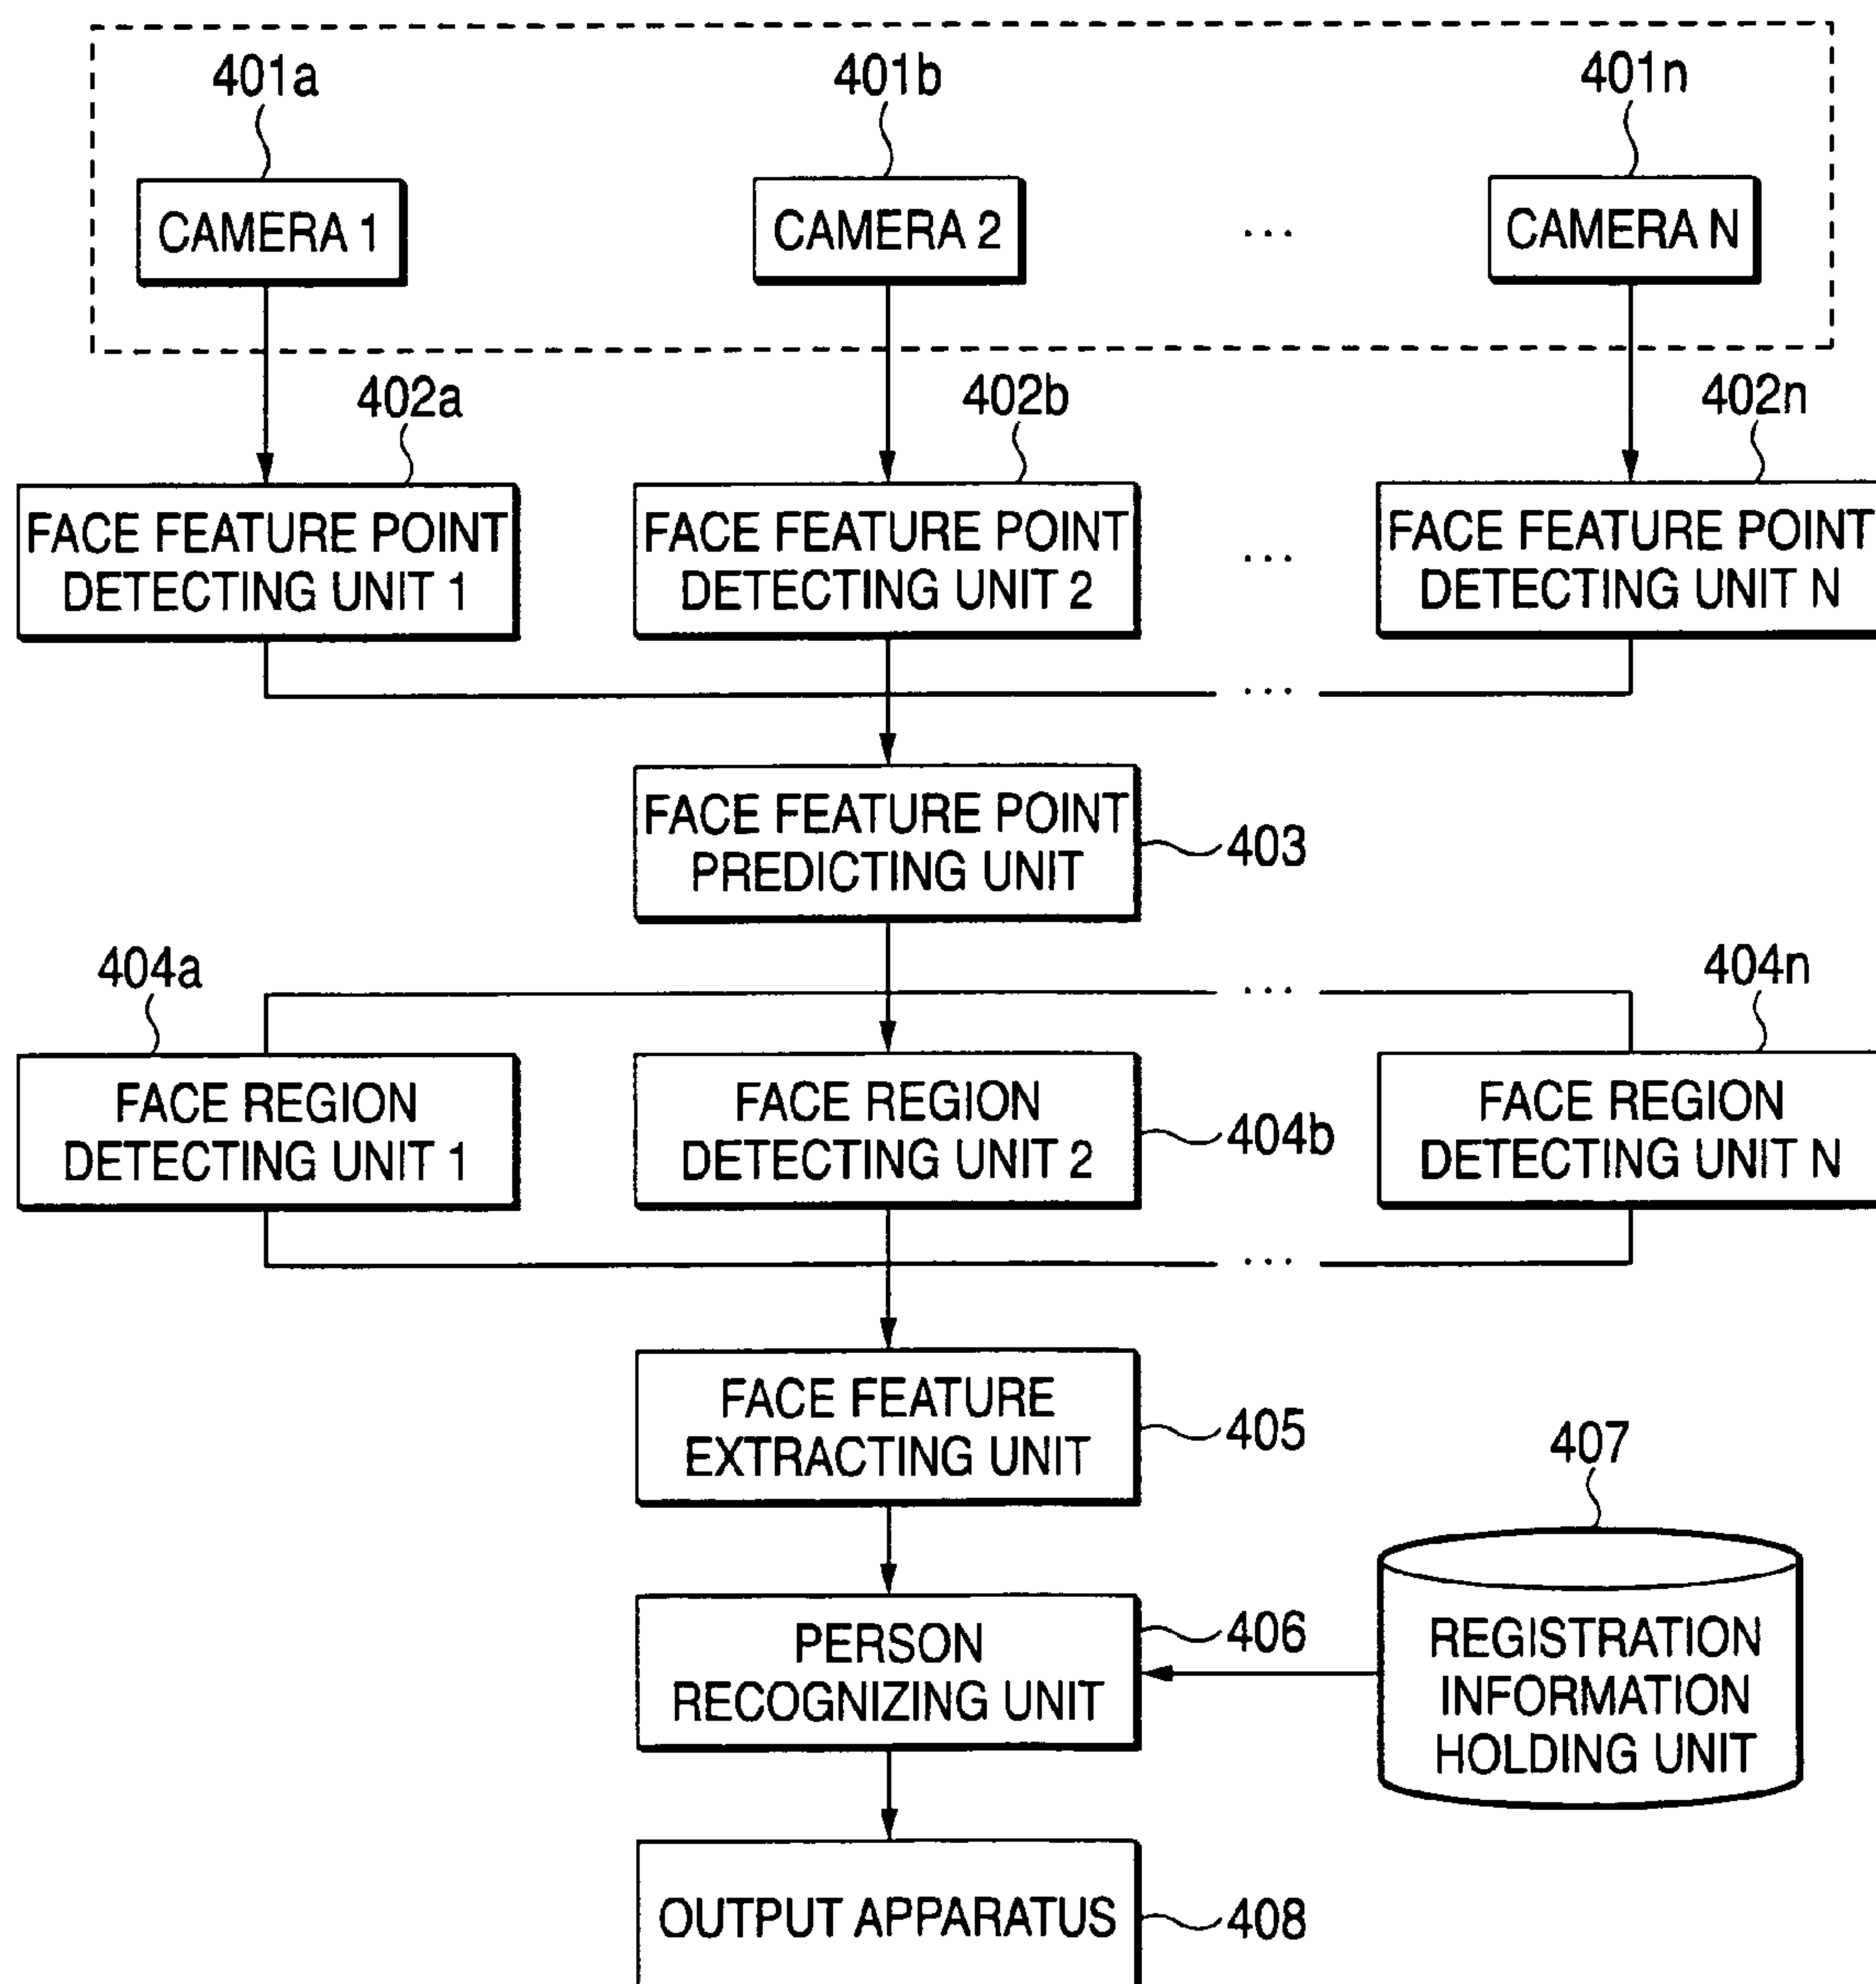 401a
401b
401n
CAMERA 1
CAMERA 2
...
CAMERA N
402a
402b
402n
FACE FEATURE POINT
DETECTING UNIT 1
FACE FEATURE POINT
DETECTING UNIT 2
...
FACE FEATURE POINT
DETECTING UNIT N
...
FACE FEATURE POINT
PREDICTING UNIT
403
404a
...
404n
FACE REGION
DETECTING UNIT 1
FACE REGION
DETECTING UNIT 2
404b
FACE REGION
DETECTING UNIT N
...
FACE FEATURE
EXTRACTING UNIT
405
407
PERSON
RECOGNIZING UNIT
406
REGISTRATION
INFORMATION
HOLDING UNIT
OUTPUT APPARATUS
408